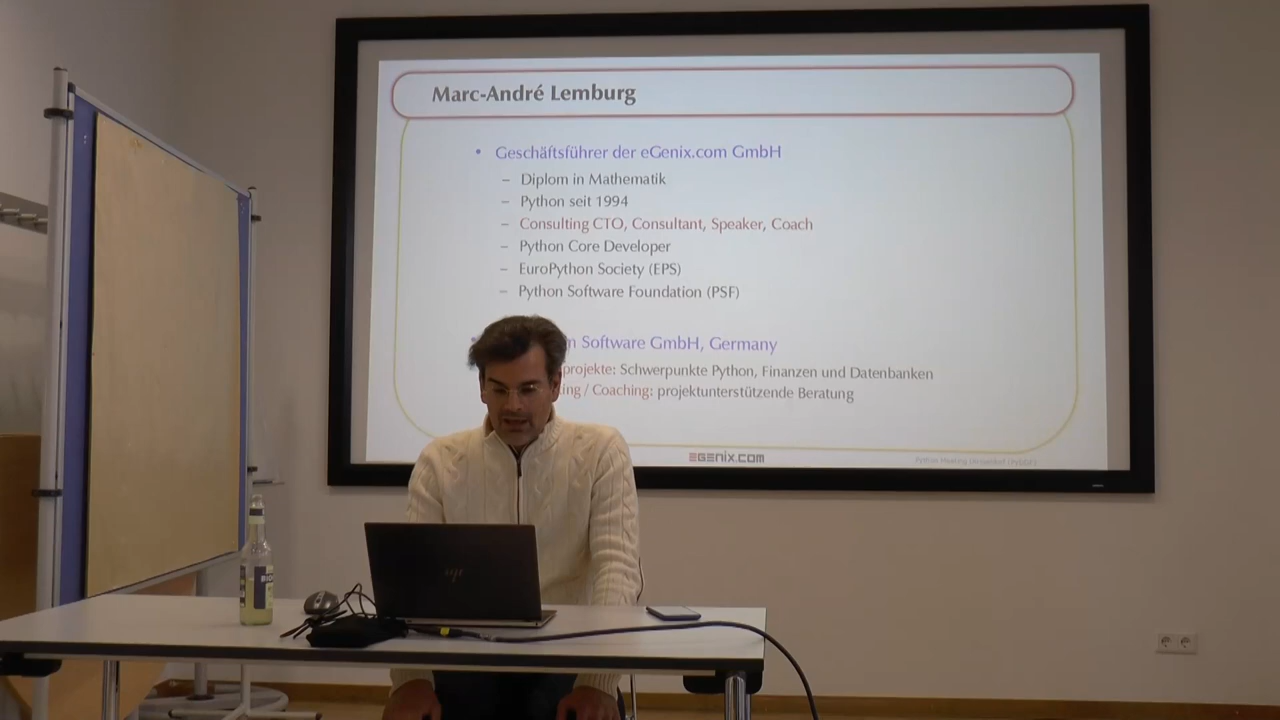 Marc-André Lemburg
• Geschäftsführer der eGenix.com GmbH
– Diplom in Mathematik
– Python seit 1994
– Consulting CTO, Consultant, Speaker, Coach
– Python Core Developer
– EuroPython Society (EPS)
– Python Software Foundation (PSF)
Software GmbH, Germany
projekte: Schwerpunkte Python, Finanzen und Datenbanken
/ Coaching: projektunterstützende Beratung
EGENIX.COM
hp